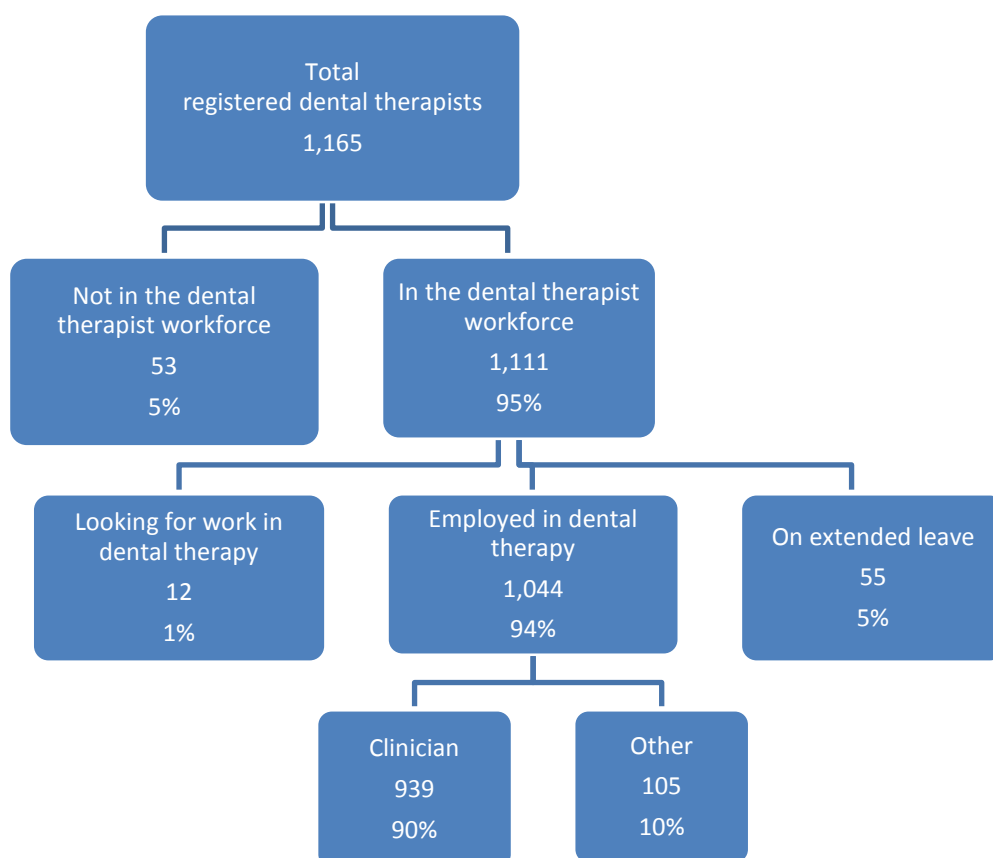 Total
registered dental therapists
1,165
Not in the dental
therapist workforce
53
5%
In the dental therapist
workforce
1,111
95%
Looking for work in
dental therapy
12
1%
Employed in dental
therapy
1,044
94%
On extended leave
55
5%
Clinician
939
90%
Other
105
10%